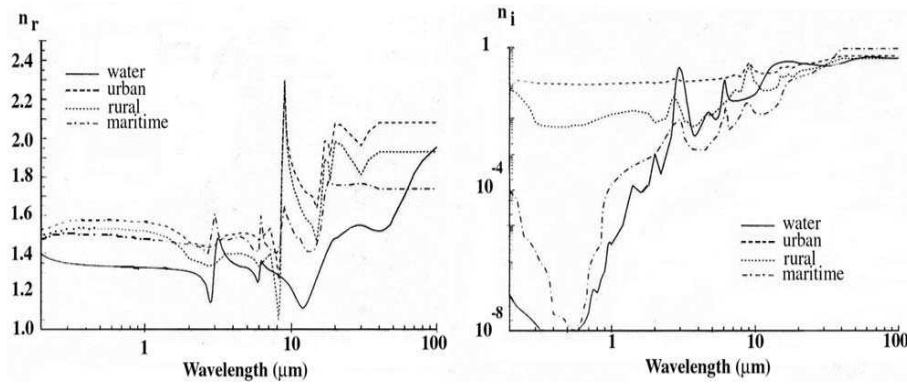 n r
2.4
2.2
2.0
1.8
1.6
1.4
1.2
1.0
water
urban
rural
maritime
1
10
100
Wavelength (µm)
n i
1
-4
10
-4
10
-8
water
urban
rural
maritime
1
10
100
Wavelength (µm)